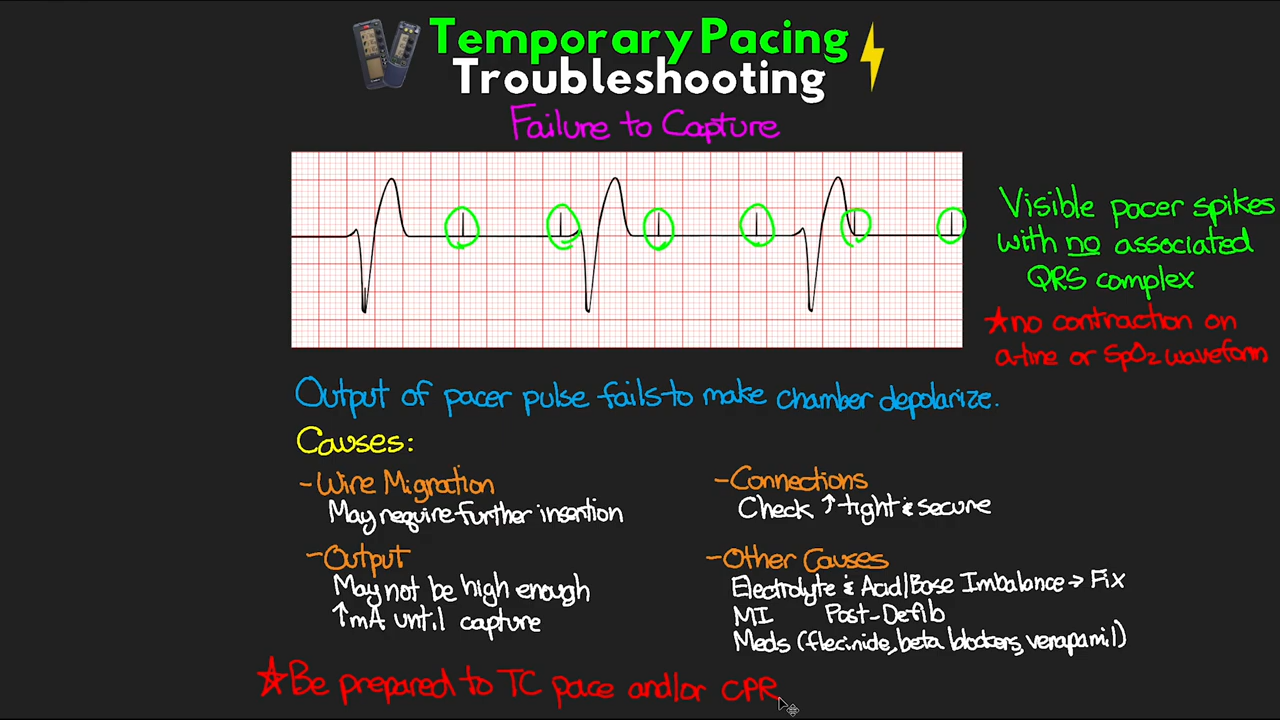 Temporary Pacing
Troubleshooting
Failure to Capture
Visible pacer spikes
with no associated
QRS complex
★no contraction on
a-line or SpO₂ waveform
Output of pacer pulse fails to make chamber depolarize.
Causes:
-Wire Migration
May require further insertion
-Output
May not be high enough
↑mA until capture
-Connections
Check ↑ tight & secure
-Other Causes
Electrolyte & Acid/Base Imbalance → Fix
MI Post-Defib
Meds (flecinide, beta blockers, verapamil)
★Be prepared to TC pace and/or CPR